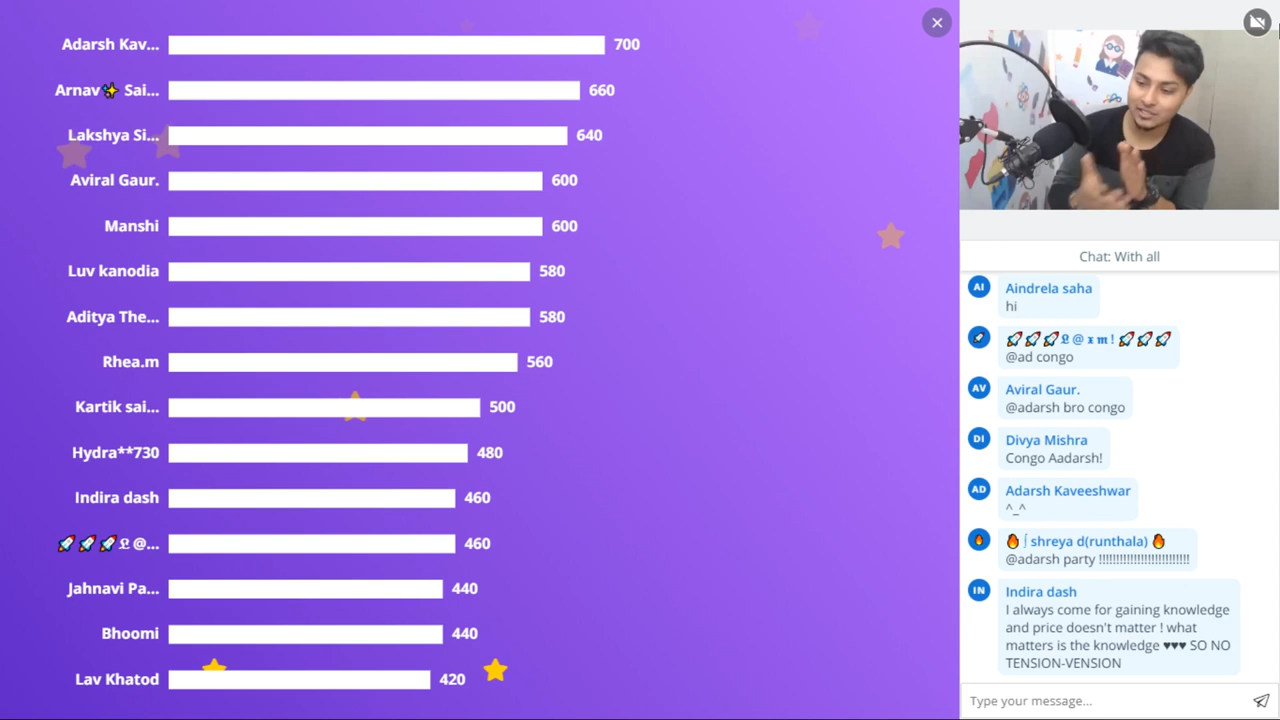 Adarsh Kav... 700
Arnav✨ Sai... 660
Lakshya Si... 640
Aviral Gaur. 600
Manshi 600
Luv kanodia 580
Aditya The... 580
Rhea.m 560
Kartik sai... 500
Hydra**730 480
Indira dash 460
🚀🚀🚀𝕷 @... 460
Jahnavi Pa... 440
Bhoomi 440
Lav Khatod 420
Chat: With all
AI Aindrela saha
hi
🚀🚀🚀𝕷 @ 𝖝 𝖒 ! 🚀🚀🚀
@ad congo
AV Aviral Gaur.
@adarsh bro congo
DI Divya Mishra
Congo Aadarsh!
AD Adarsh Kaveeshwar
^_^
🔥⎰shreya d(runthala) 🔥
@adarsh party !!!!!!!!!!!!!!!!!!!!!!!!!!
IN Indira dash
I always come for gaining knowledge
and price doesn't matter ! what
matters is the knowledge ♥♥♥ SO NO
TENSION-VENSION
Type your message...